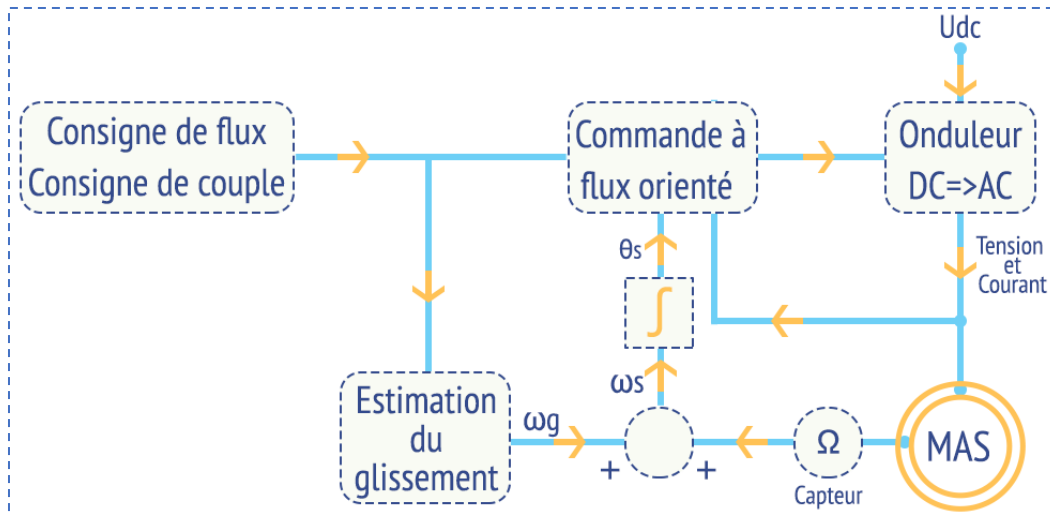 Udc
Consigne de flux
Consigne de couple
Commande à
flux orienté
Onduleur
DC=>AC
θs
Tension
et
Courant
∫
ωs
Estimation
du
glissement
ωg
+
+
Ω
Capteur
MAS